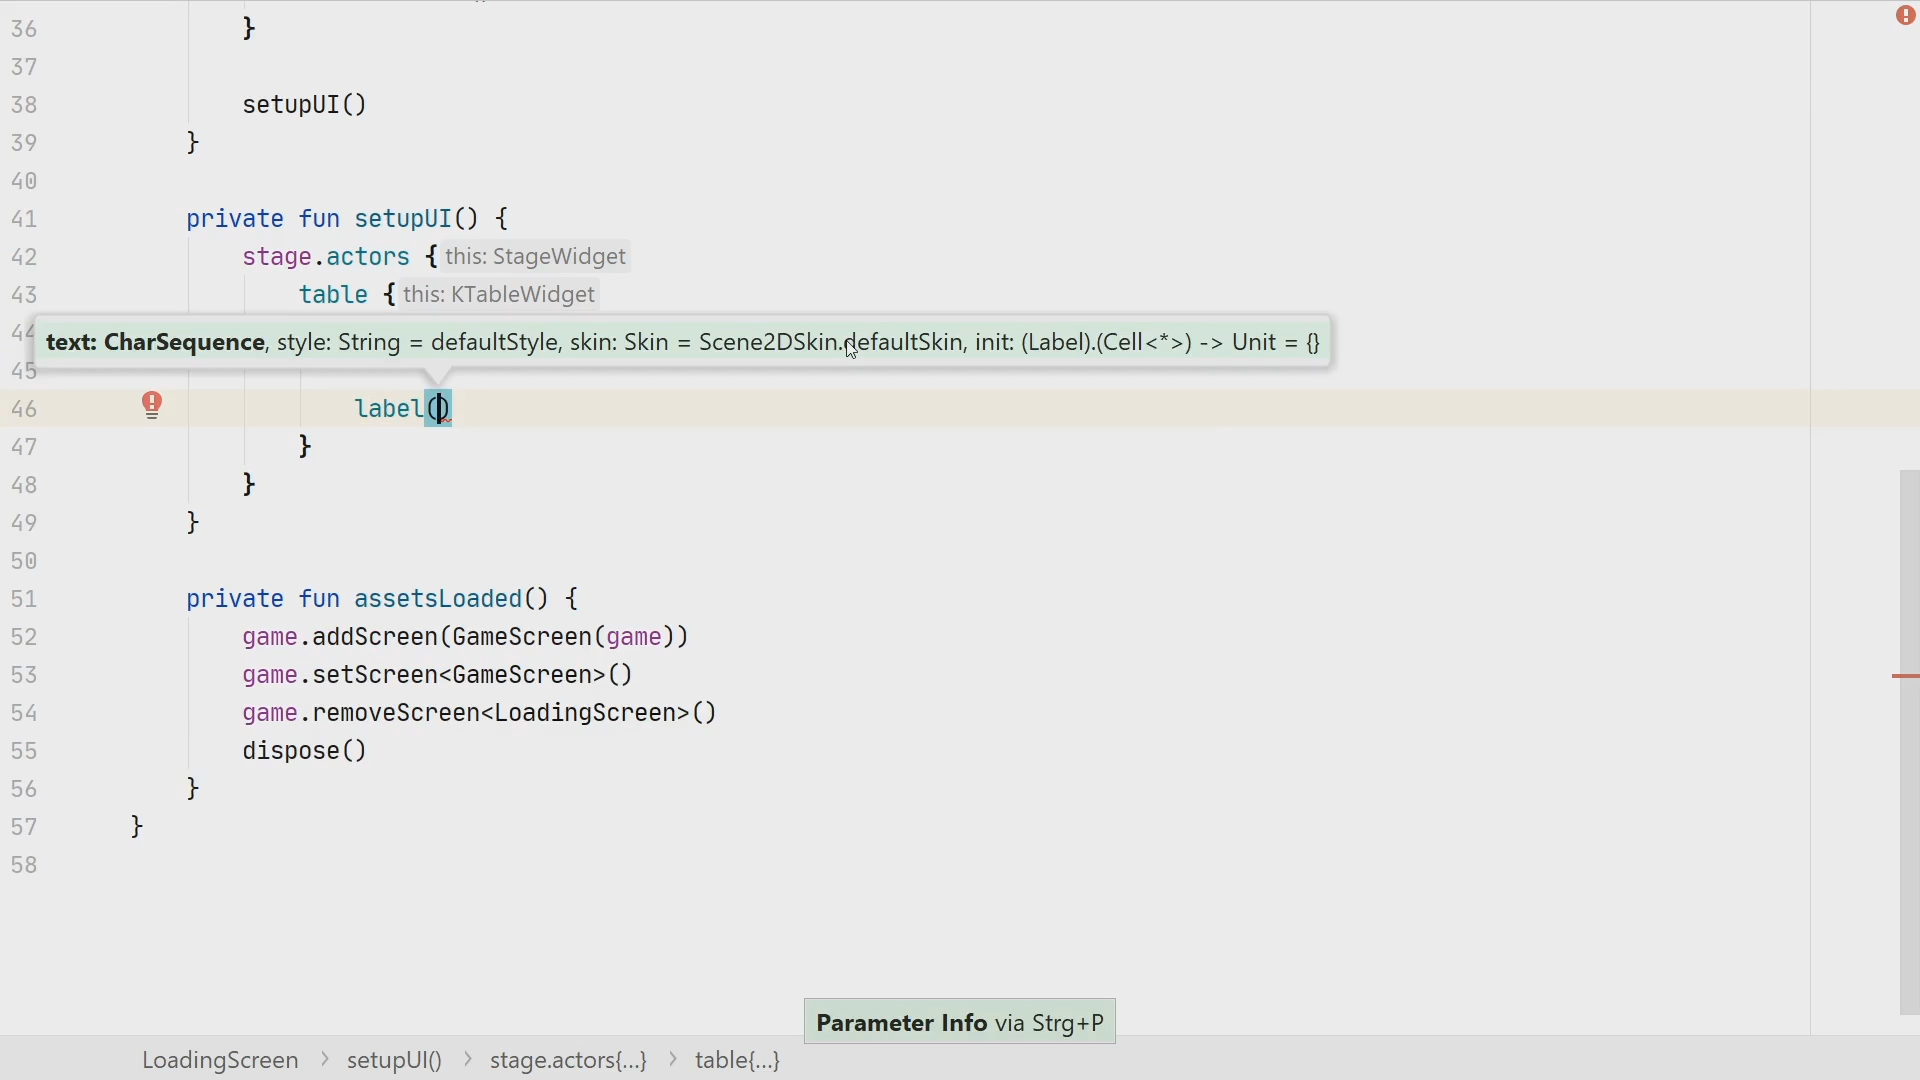 36 }
37
38 setupUI()
39 }
40
41 private fun setupUI() {
42 stage.actors { this: StageWidget
43 table { this: KTableWidget
44
text: CharSequence, style: String = defaultStyle, skin: Skin = Scene2DSkin.defaultSkin, init: (Label).(Cell<*>) -> Unit = {}
45
46 label()
47 }
48 }
49 }
50
51 private fun assetsLoaded() {
52 game.addScreen(GameScreen(game))
53 game.setScreen<GameScreen>()
54 game.removeScreen<LoadingScreen>()
55 dispose()
56 }
57 }
58
Parameter Info via Strg+P
LoadingScreen > setupUI() > stage.actors{...} > table{...}